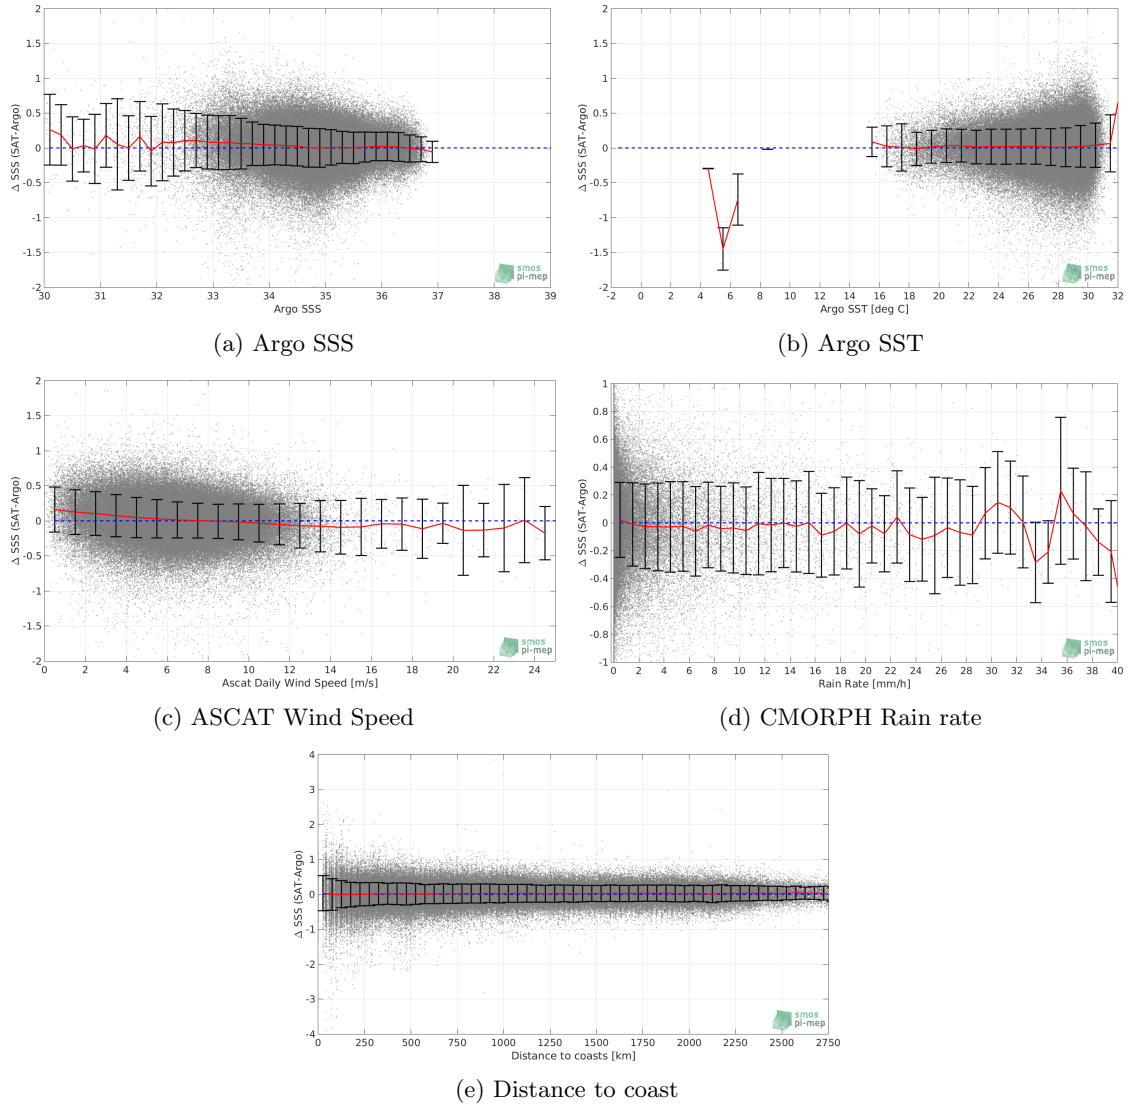 2
1.5
1
0.5
0
-0.5
-1
-1.5
-2
Δ SSS (SAT-Argo)
30 31 32 33 34 35 36 37 38 39
Argo SSS
smos
pi-mep
(a) Argo SSS
2
1.5
1
0.5
0
-0.5
-1
-1.5
-2
Δ SSS (SAT-Argo)
-2 0 2 4 6 8 10 12 14 16 18 20 22 24 26 28 30 32
Argo SST [deg C]
smos
pi-mep
(b) Argo SST
2
1.5
1
0.5
0
-0.5
-1
-1.5
-2
Δ SSS (SAT-Argo)
0 2 4 6 8 10 12 14 16 18 20 22 24
Ascat Daily Wind Speed [m/s]
smos
pi-mep
(c) ASCAT Wind Speed
1
0.8
0.6
0.4
0.2
0
-0.2
-0.4
-0.6
-0.8
-1
Δ SSS (SAT-Argo)
0 2 4 6 8 10 12 14 16 18 20 22 24 26 28 30 32 34 36 38 40
Rain Rate [mm/h]
smos
pi-mep
(d) CMORPH Rain rate
4
3
2
1
0
-1
-2
-3
-4
Δ SSS (SAT-Argo)
0 250 500 750 1000 1250 1500 1750 2000 2250 2500 2750
Distance to coasts [km]
smos
pi-mep
(e) Distance to coast